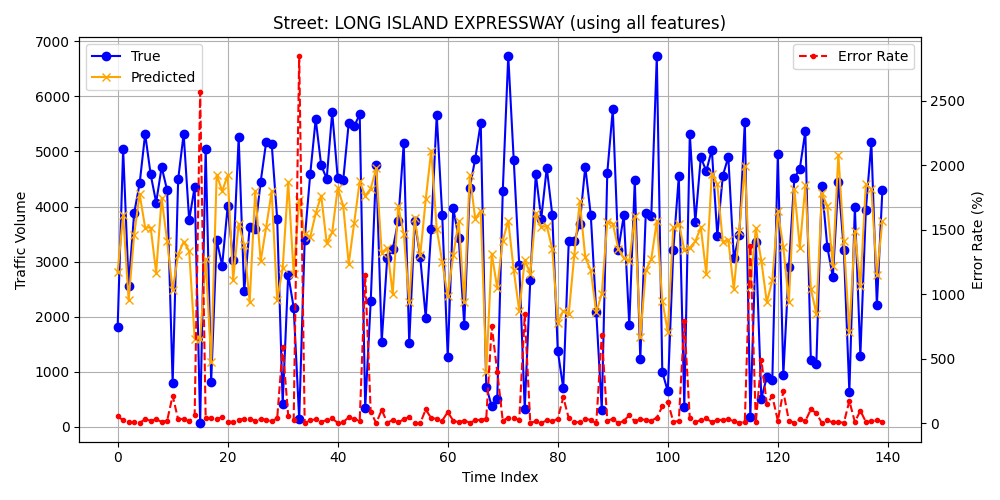 Street: LONG ISLAND EXPRESSWAY (using all features)
True
Predicted
Error Rate
Traffic Volume
7000
6000
5000
4000
3000
2000
1000
0
Error Rate (%)
2500
2000
1500
1000
500
0
0 20 40 60 80 100 120 140
Time Index